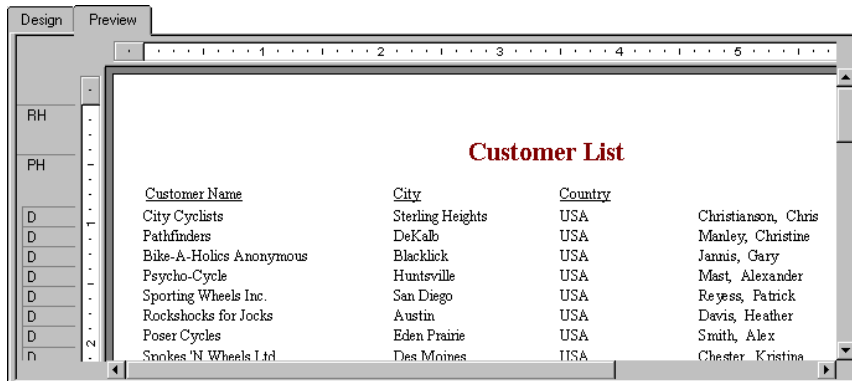 Design Preview
1 2 3 4 5
RH
Customer List
PH
Customer Name City Country
D City Cyclists Sterling Heights USA Christianson, Chris
D Pathfinders DeKalb USA Manley, Christine
D Bike-A-Holics Anonymous Blacklick USA Jannis, Gary
D Psycho-Cycle Huntsville USA Mast, Alexander
D Sporting Wheels Inc. San Diego USA Reyess, Patrick
D Rockshocks for Jocks Austin USA Davis, Heather
D Poser Cycles Eden Prairie USA Smith, Alex
D Spokes 'N Wheels Ltd Des Moines USA Chester, Kristina
1
2